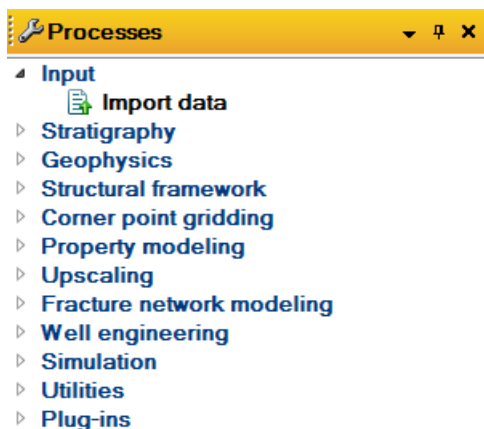 Processes
Input
Import data
Stratigraphy
Geophysics
Structural framework
Corner point gridding
Property modeling
Upscaling
Fracture network modeling
Well engineering
Simulation
Utilities
Plug-ins